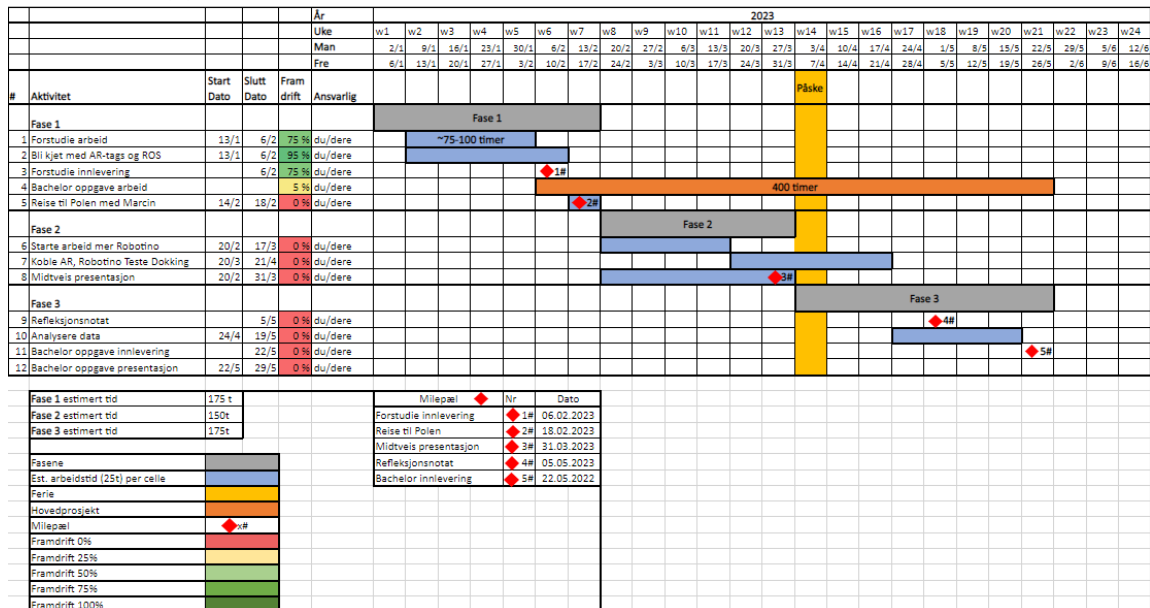 År 2023
Uke w1 w2 w3 w4 w5 w6 w7 w8 w9 w10 w11 w12 w13 w14 w15 w16 w17 w18 w19 w20 w21 w22 w23 w24
Man 2/1 9/1 16/1 23/1 30/1 6/2 13/2 20/2 27/2 6/3 13/3 20/3 27/3 3/4 10/4 17/4 24/4 1/5 8/5 15/5 22/5 29/5 5/6 12/6
Fre 6/1 13/1 20/1 27/1 3/2 10/2 17/2 24/2 3/3 10/3 17/3 24/3 31/3 7/4 14/4 21/4 28/4 5/5 12/5 19/5 26/5 2/6 9/6 16/6
# Aktivitet Start Dato Slutt Dato Fram drift Ansvarlig Påske
Fase 1 Fase 1
1 Forstudie arbeid 13/1 6/2 75 % du/dere ~75-100 timer
2 Bli kjet med AR-tags og ROS 13/1 6/2 95 % du/dere
3 Forstudie innlevering 6/2 75 % du/dere 1#
4 Bachelor oppgave arbeid 5 % du/dere 400 timer
5 Reise til Polen med Marcin 14/2 18/2 0 % du/dere 2#
Fase 2 Fase 2
6 Starte arbeid mer Robotino 20/2 17/3 0 % du/dere
7 Koble AR, Robotino Teste Dokking 20/3 21/4 0 % du/dere
8 Midtveis presentasjon 20/2 31/3 0 % du/dere 3#
Fase 3 Fase 3
9 Refleksjonsnotat 5/5 0 % du/dere 4#
10 Analysere data 24/4 19/5 0 % du/dere
11 Bachelor oppgave innlevering 22/5 0 % du/dere 5#
12 Bachelor oppgave presentasjon 22/5 29/5 0 % du/dere
Fase 1 estimert tid 175 t
Fase 2 estimert tid 150t
Fase 3 estimert tid 175t
Fasene
Est. arbeidstid (25t) per celle
Ferie
Hovedprosjekt
Milepæl x#
Framdrift 0%
Framdrift 25%
Framdrift 50%
Framdrift 75%
Framdrift 100%
Milepæl Nr Dato
Forstudie innlevering 1# 06.02.2023
Reise til Polen 2# 18.02.2023
Midtveis presentasjon 3# 31.03.2023
Refleksjonsnotat 4# 05.05.2023
Bachelor innlevering 5# 22.05.2022